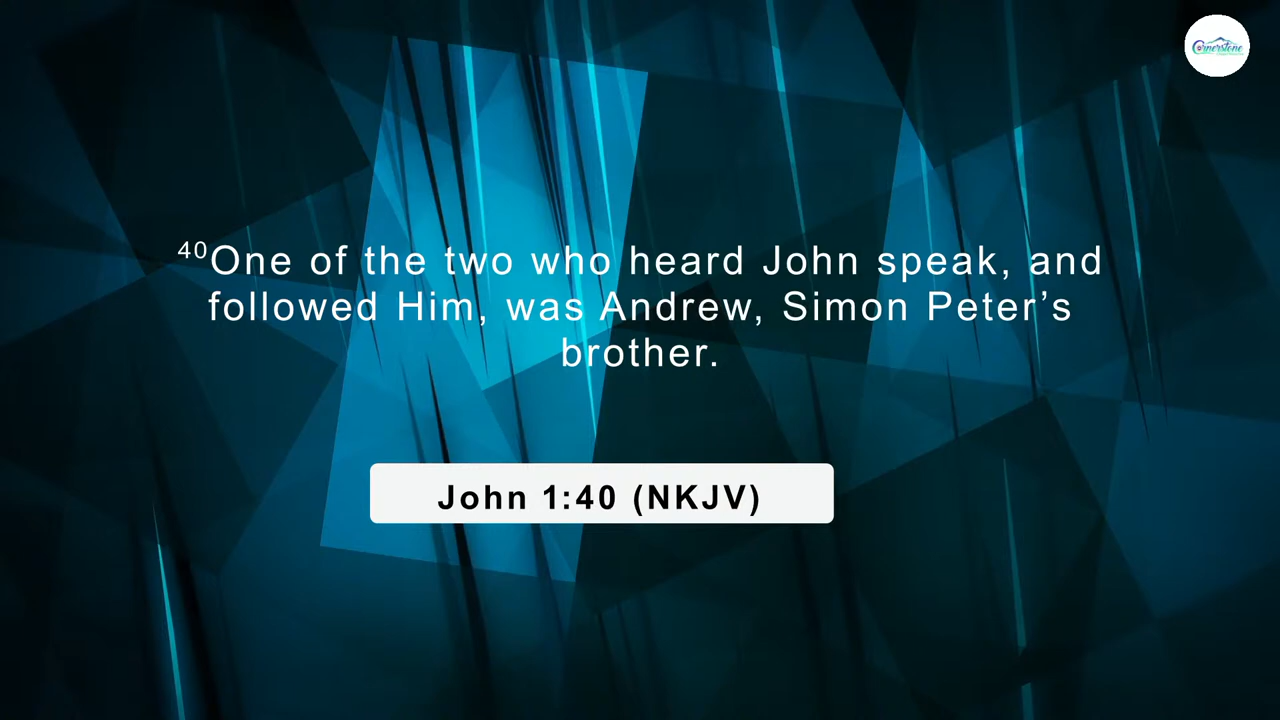 Cornerstone
⁴⁰One of the two who heard John speak, and
followed Him, was Andrew, Simon Peter’s
brother.
John 1:40 (NKJV)